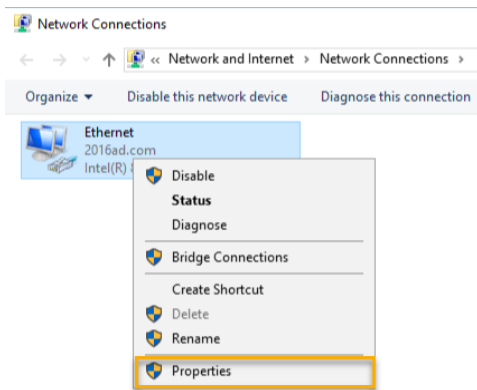 Network Connections
« Network and Internet > Network Connections >
Organize ▾ Disable this network device Diagnose this connection
Ethernet
2016ad.com
Intel(R)
Disable
Status
Diagnose
Bridge Connections
Create Shortcut
Delete
Rename
Properties